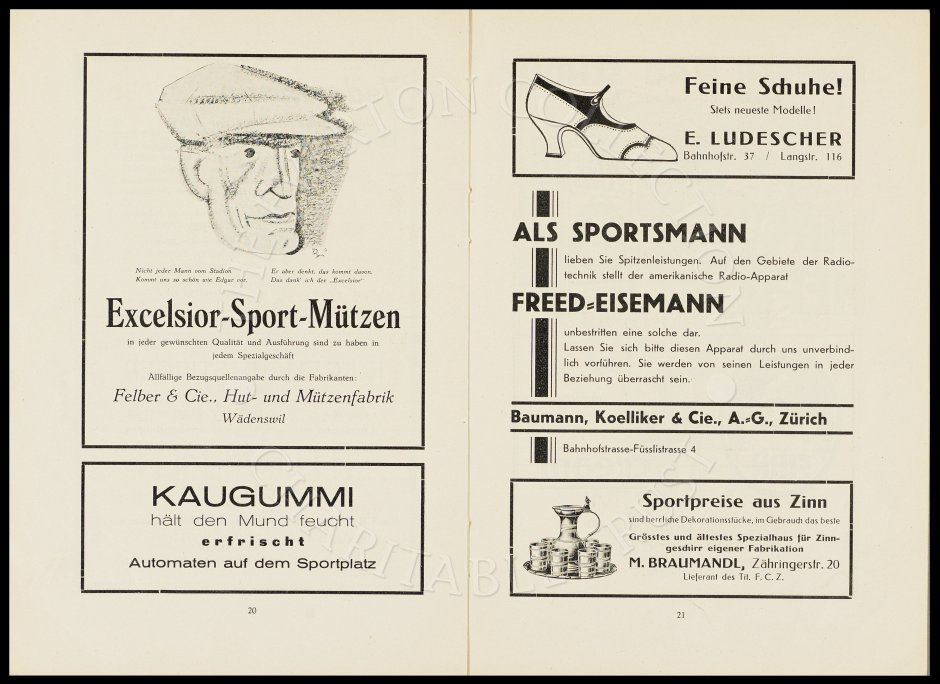 Nicht jeder Mann vom Stadion
Kommt uns so schön wie Edgar vor.
Er aber denkt, das kommt davon.
Das dank' ich der „Excelsior"
Excelsior-Sport-Mützen
in jeder gewünschten Qualität und Ausführung sind zu haben in
jedem Spezialgeschäft
Allfällige Bezugsquellenangabe durch die Fabrikanten:
Felber & Cie., Hut- und Mützenfabrik
Wädenswil
KAUGUMMI
hält den Mund feucht
erfrischt
Automaten auf dem Sportplatz
20
Feine Schuhe!
Stets neueste Modelle!
E. LUDESCHER
Bahnhofstr. 37 / Langstr. 116
ALS SPORTSMANN
lieben Sie Spitzenleistungen. Auf den Gebiete der Radio-
technik stellt der amerikanische Radio-Apparat
FREED-EISEMANN
unbestritten eine solche dar.
Lassen Sie sich bitte diesen Apparat durch uns unverbind-
lich vorführen. Sie werden von seinen Leistungen in jeder
Beziehung überrascht sein.
Baumann, Koelliker & Cie., A.-G., Zürich
Bahnhofstrasse-Füsslistrasse 4
Sportpreise aus Zinn
sind herrliche Dekorationsstücke, im Gebrauch das beste
Grösstes und ältestes Spezialhaus für Zinn-
geschirr eigener Fabrikation
M. BRAUMANDL, Zähringerstr. 20
Lieferant des Tit. F. C. Z.
21
THE HARTON COLLECTION
CHARITABLE TRUST